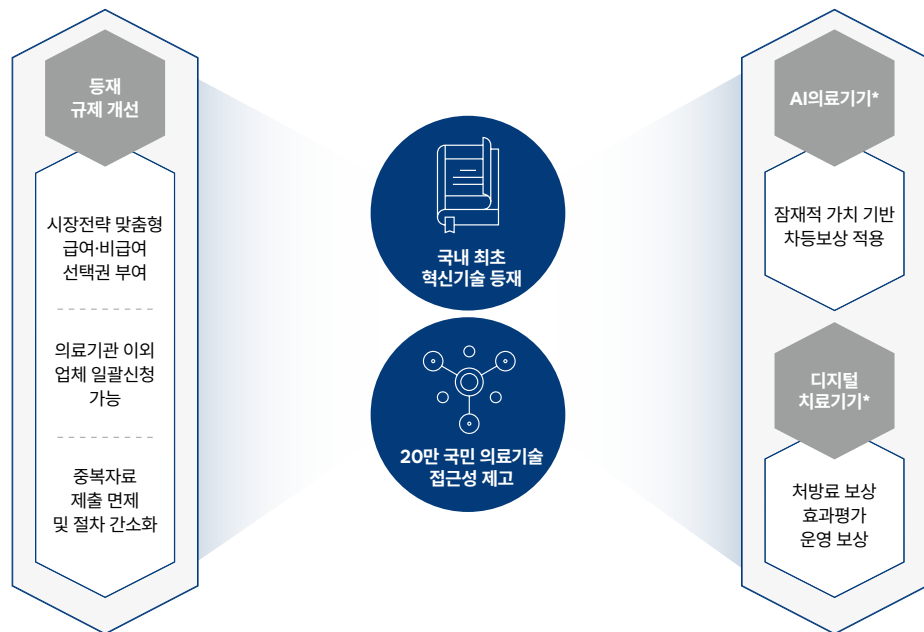 등재
규제 개선
시장전략 맞춤형
급여·비급여
선택권 부여
의료기관 이외
업체 일괄신청
가능
중복자료
제출 면제
및 절차 간소화
국내 최초
혁신기술 등재
20만 국민 의료기술
접근성 제고
AI의료기기*
잠재적 가치 기반
차등보상 적용
디지털
치료기기*
처방료 보상
효과평가
운영 보상